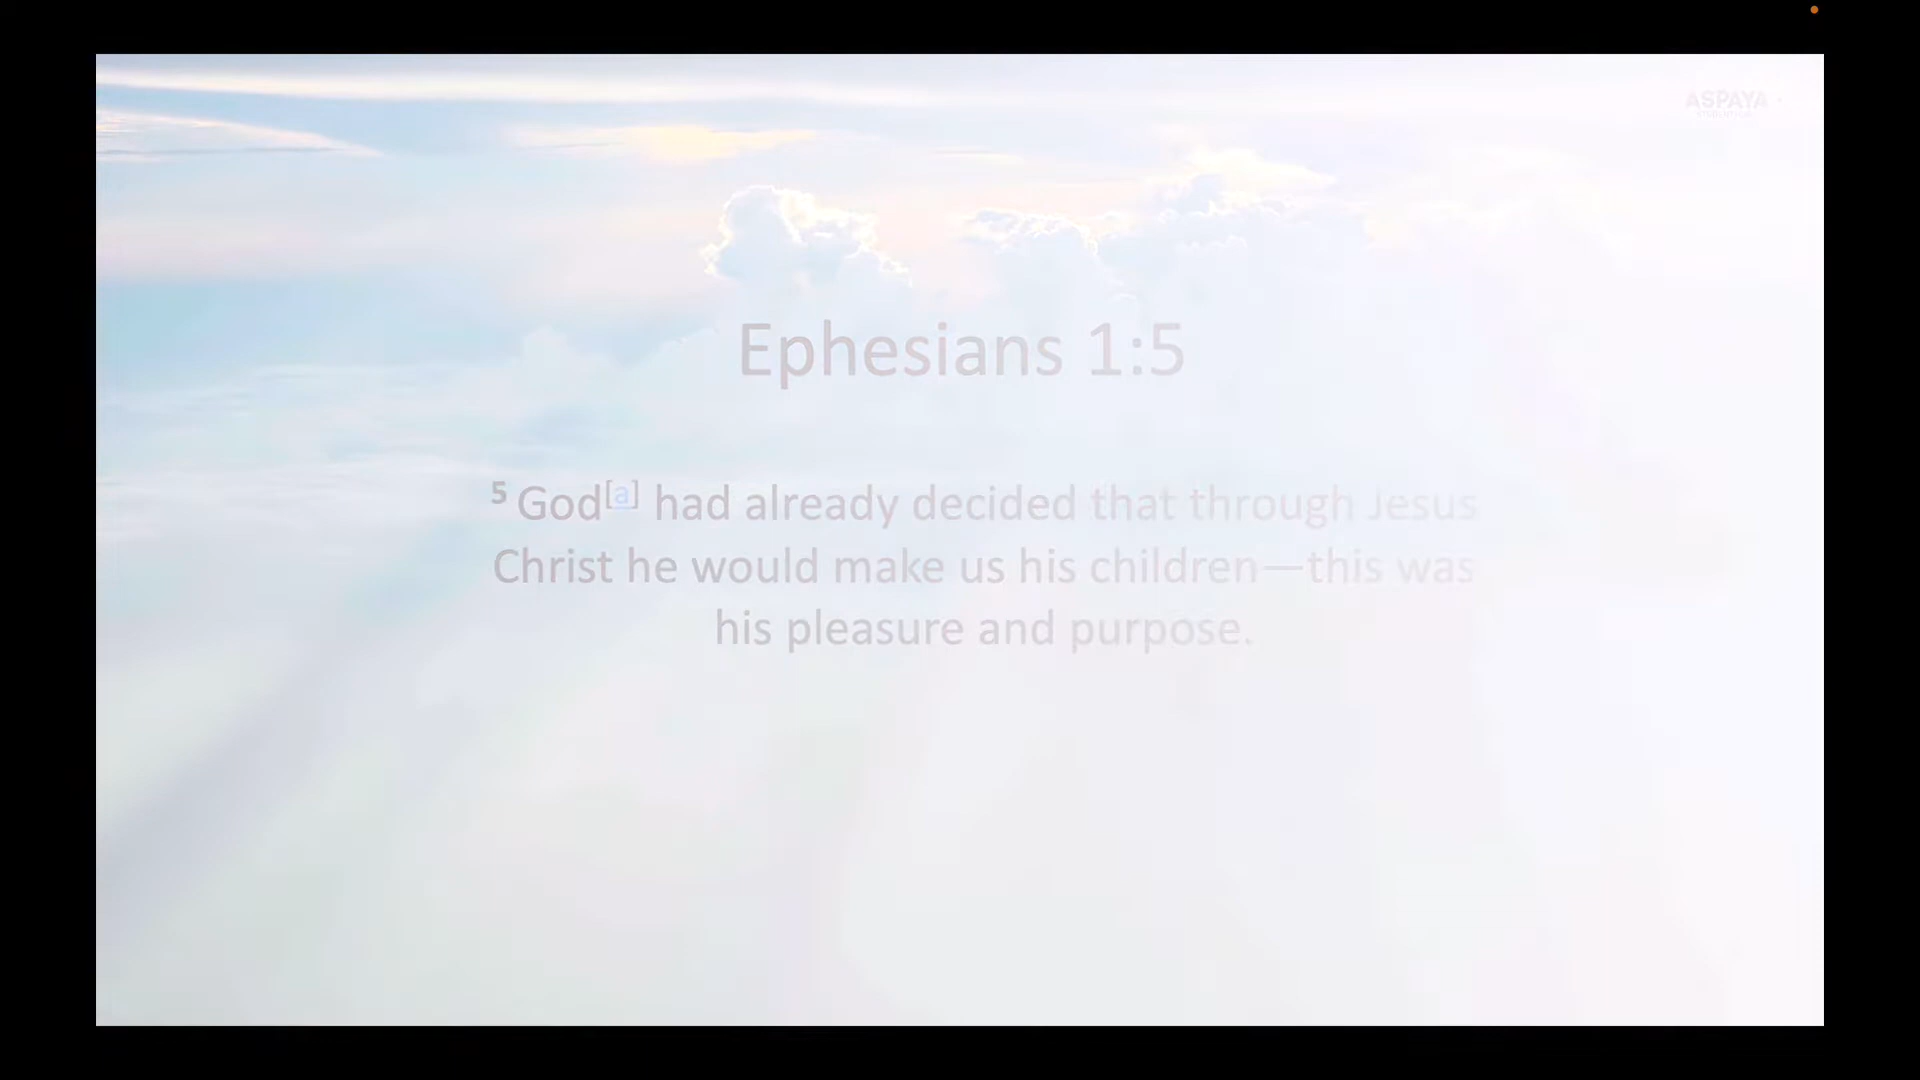 ASPAYA
Ephesians 1:5
5 God[a] had already decided that through Jesus
Christ he would make us his children—this was
his pleasure and purpose.